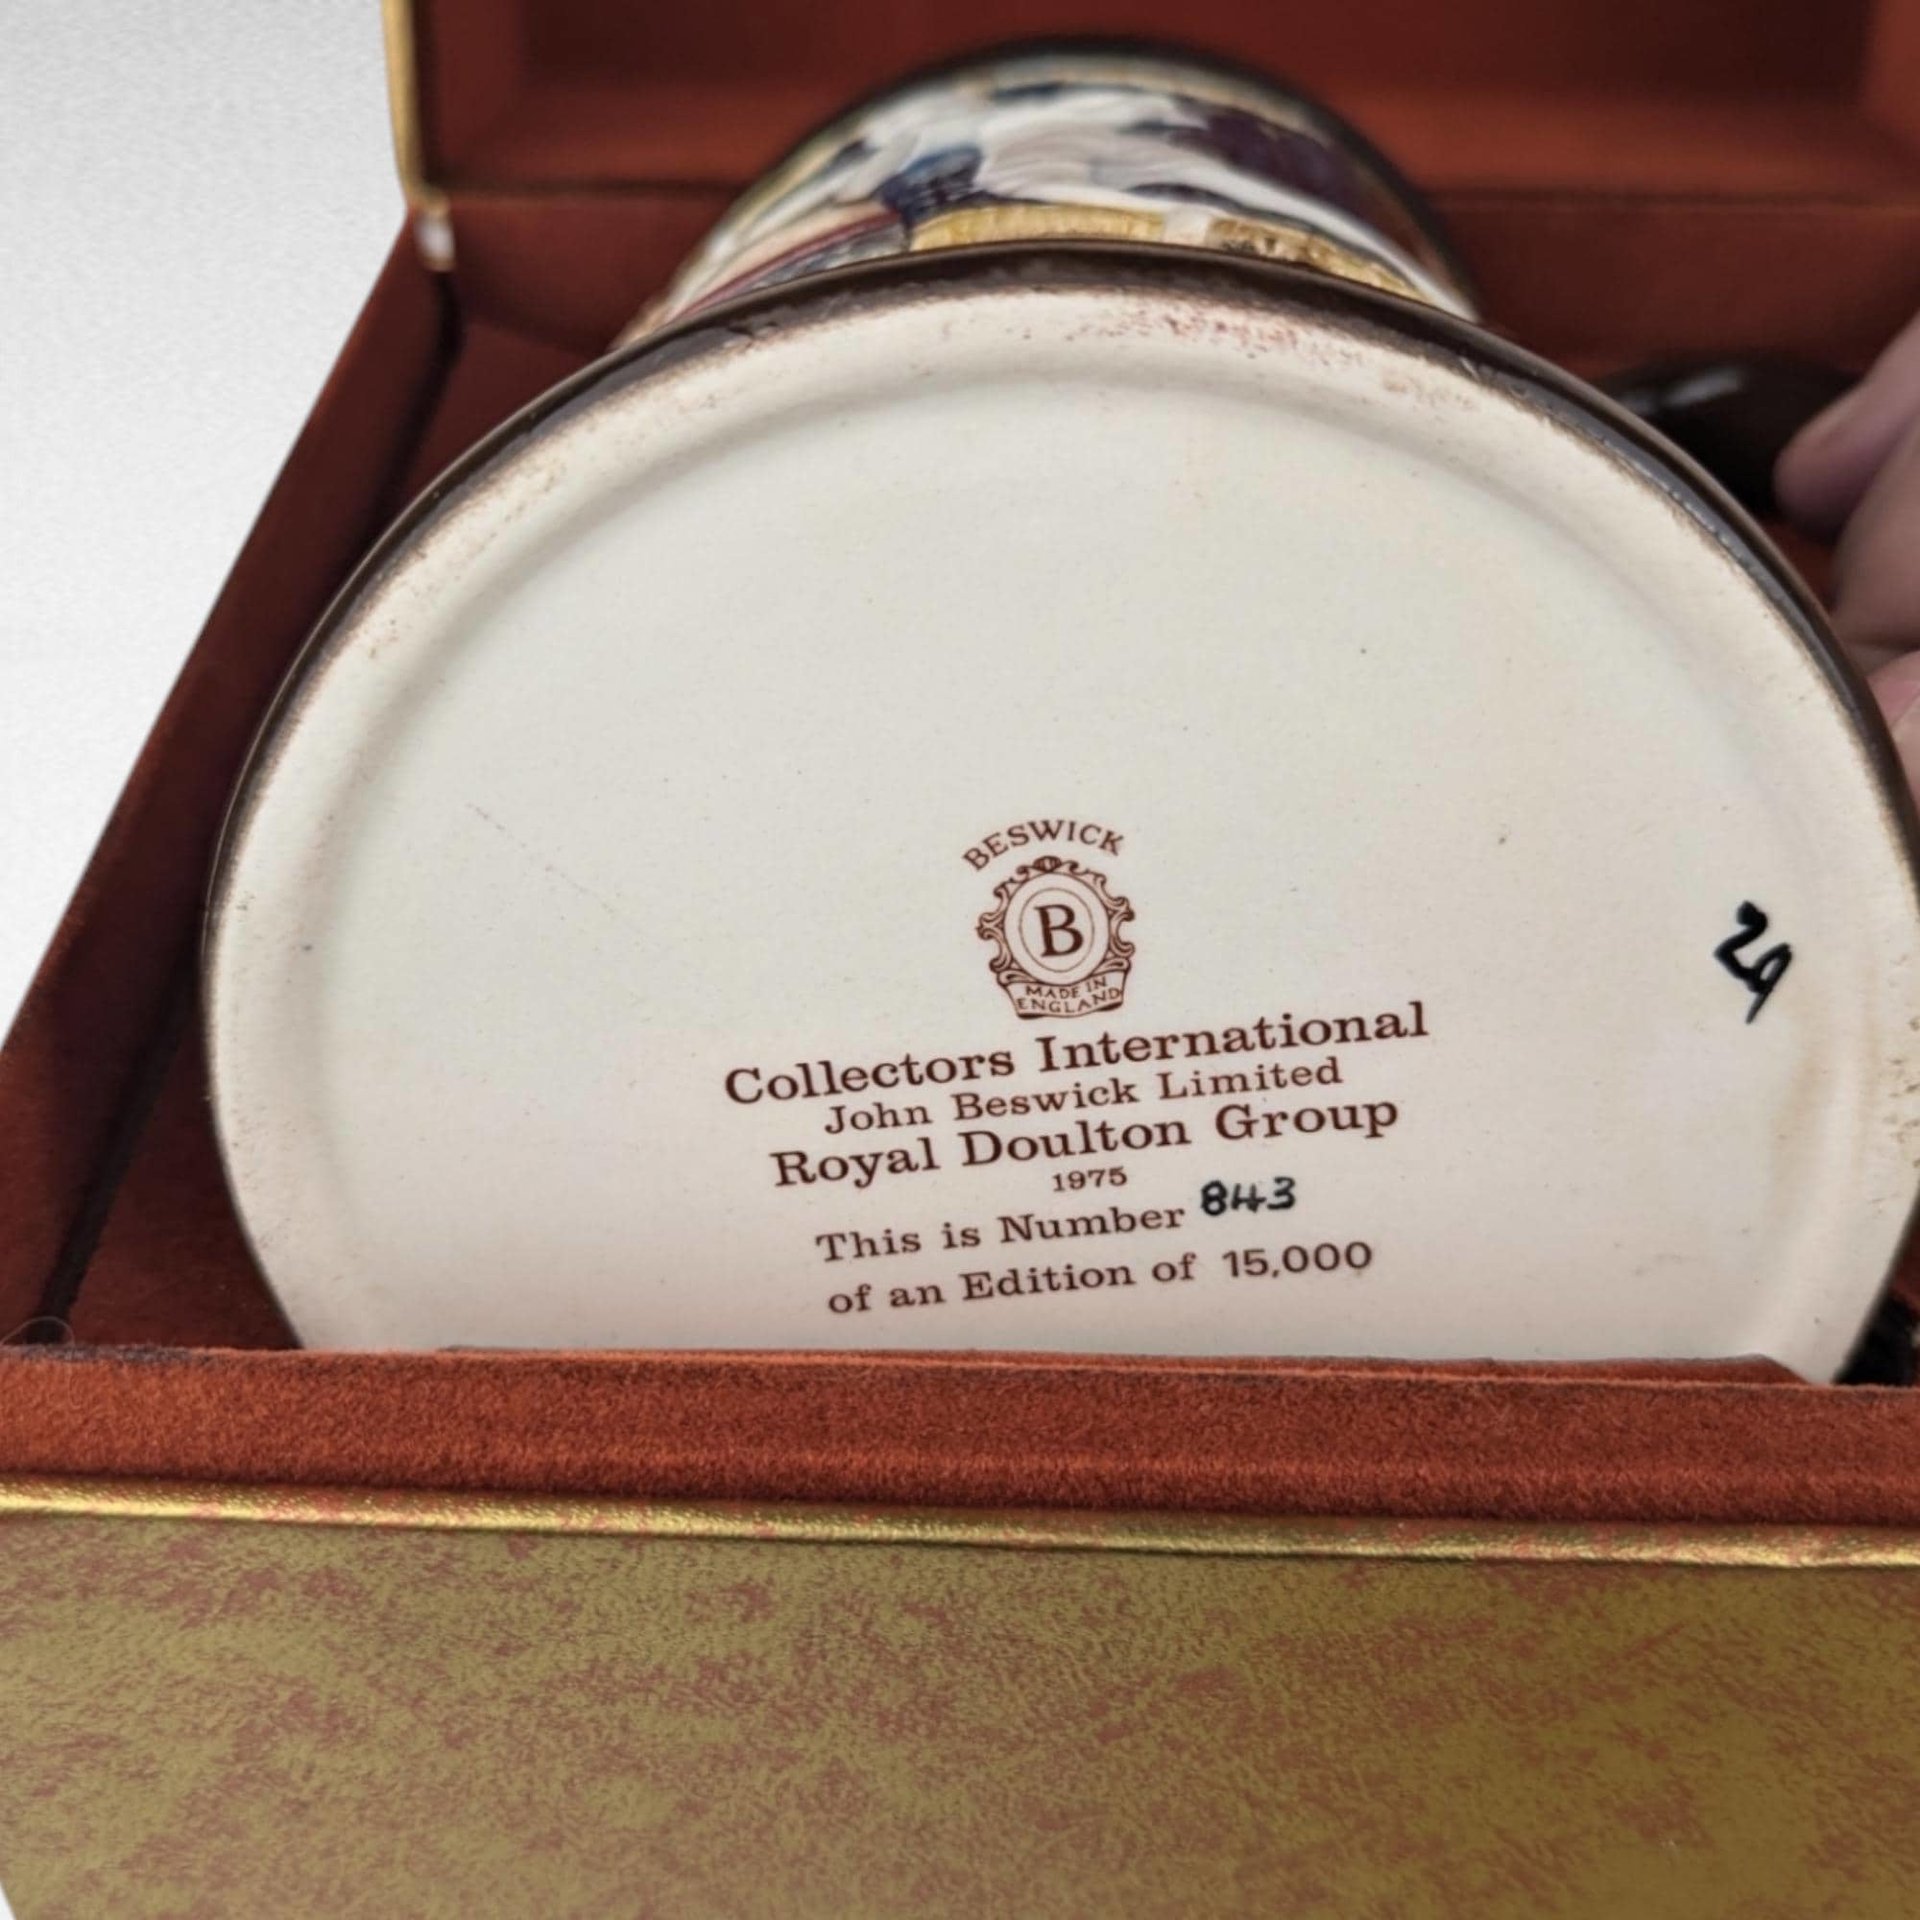 BESWICK
B
MADE IN
ENGLAND
Collectors International
John Beswick Limited
Royal Doulton Group
1975
This is Number 843
of an Edition of 15,000
29